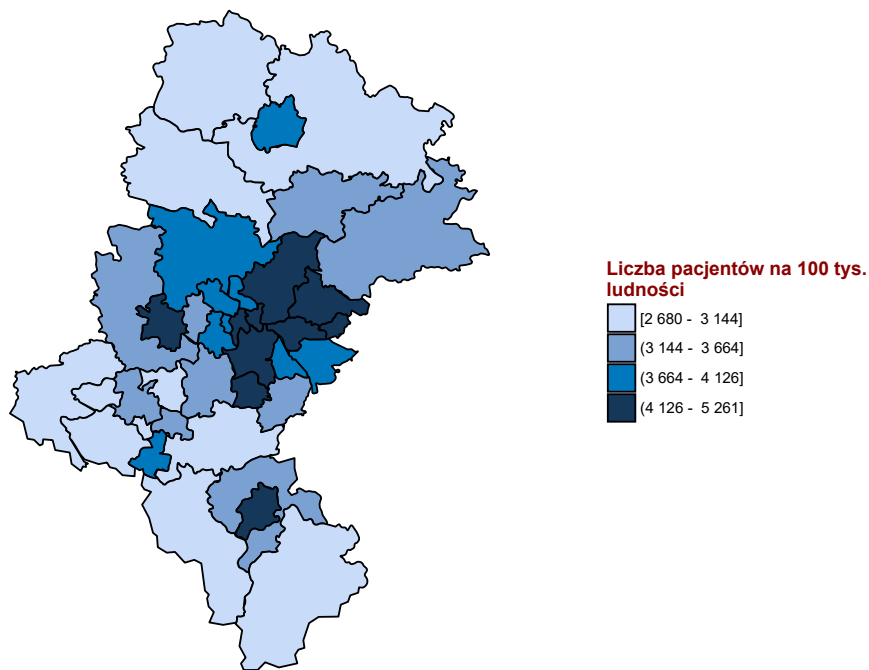 Liczba pacjentów na 100 tys.
ludności
[2 680 - 3 144]
(3 144 - 3 664]
(3 664 - 4 126]
(4 126 - 5 261]